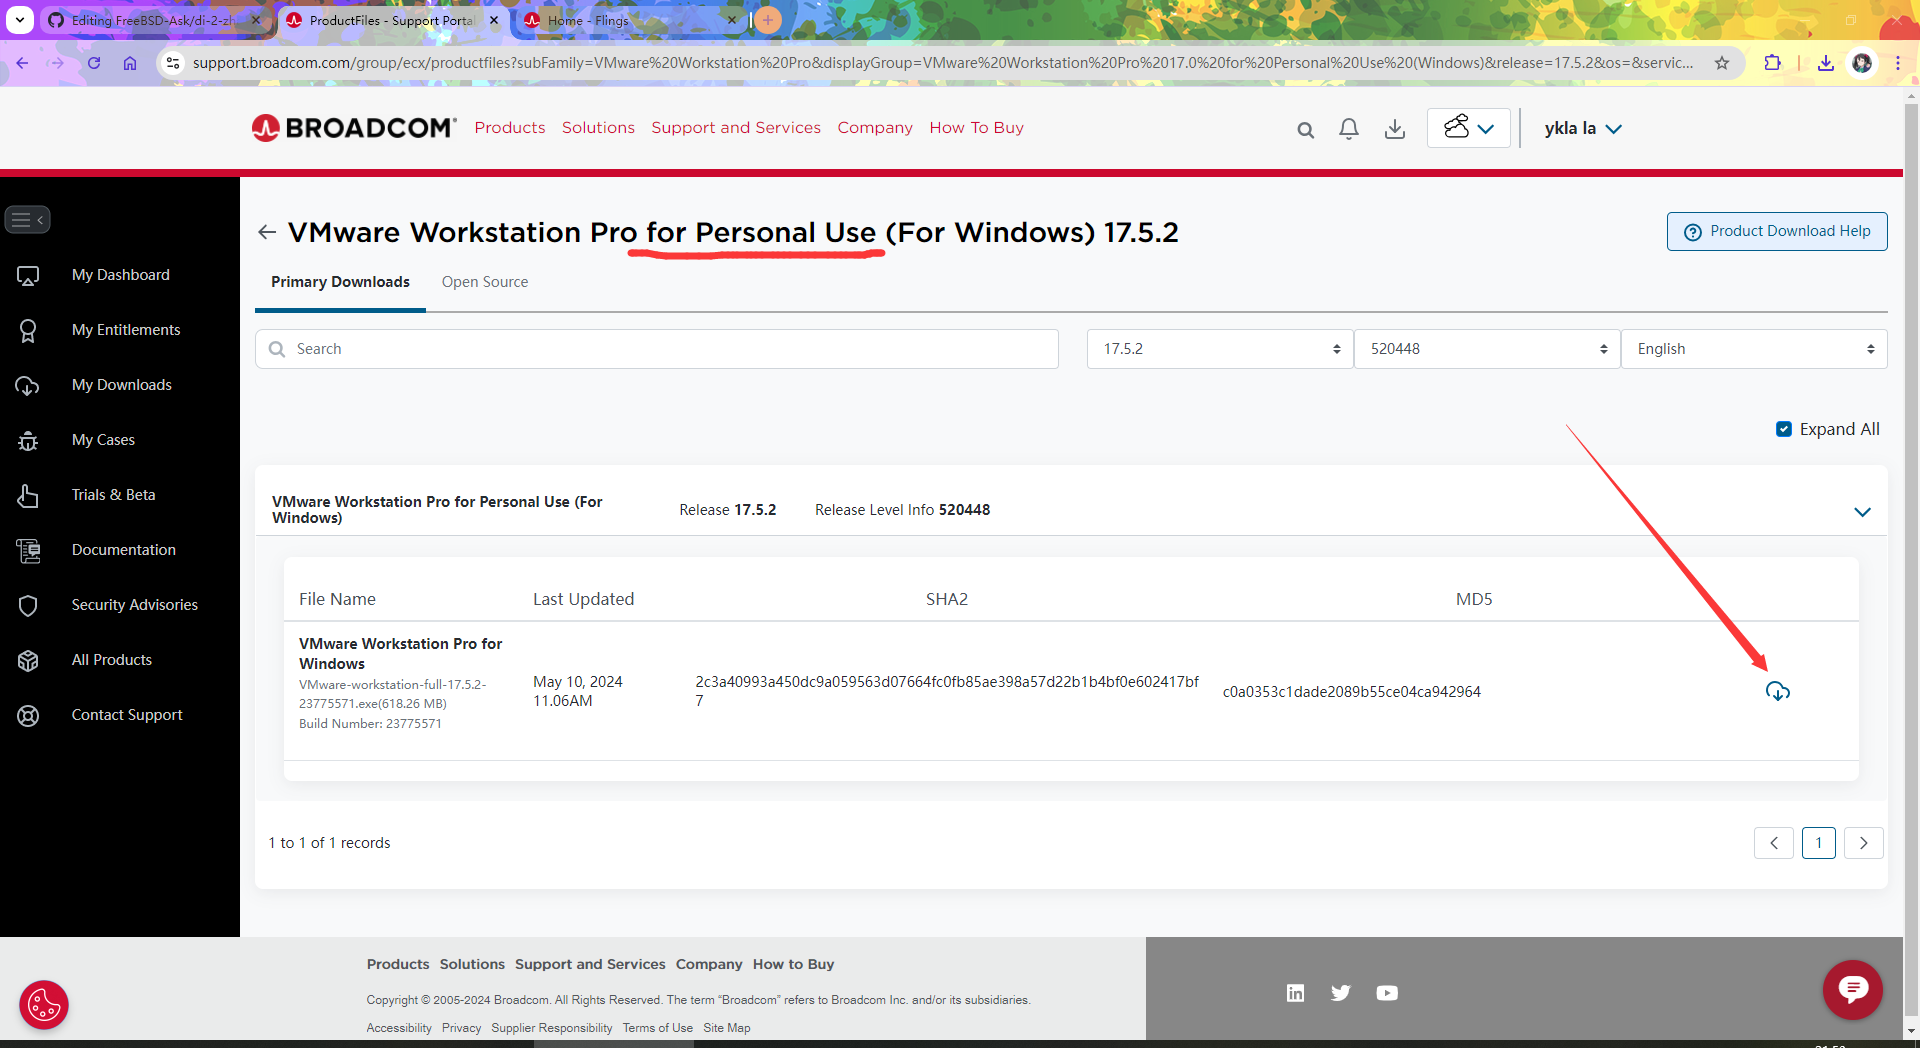 Editing FreeBSD-Ask/di-2-zh
ProductFiles - Support Portal
Home - Flings
support.broadcom.com/group/ecx/productfiles?subFamily=VMware%20Workstation%20Pro&displayGroup=VMware%20Workstation%20Pro%2017.0%20for%20Personal%20Use%20(Windows)&release=17.5.2&os=&servic...
BROADCOM
Products
Solutions
Support and Services
Company
How To Buy
ykla la
VMware Workstation Pro for Personal Use (For Windows) 17.5.2
Product Download Help
My Dashboard
My Entitlements
My Downloads
My Cases
Trials & Beta
Documentation
Security Advisories
All Products
Contact Support
Primary Downloads
Open Source
Search
17.5.2
520448
English
Expand All
VMware Workstation Pro for Personal Use (For
Windows)
Release 17.5.2
Release Level Info 520448
File Name
Last Updated
SHA2
MD5
VMware Workstation Pro for
Windows
VMware-workstation-full-17.5.2-
23775571.exe(618.26 MB)
Build Number: 23775571
May 10, 2024
11.06AM
2c3a40993a450dc9a059563d07664fc0fb85ae398a57d22b1b4bf0e602417bf
7
c0a0353c1dade2089b55ce04ca942964
1 to 1 of 1 records
1
Products
Solutions
Support and Services
Company
How to Buy
Copyright © 2005-2024 Broadcom. All Rights Reserved. The term “Broadcom” refers to Broadcom Inc. and/or its subsidiaries.
Accessibility
Privacy
Supplier Responsibility
Terms of Use
Site Map